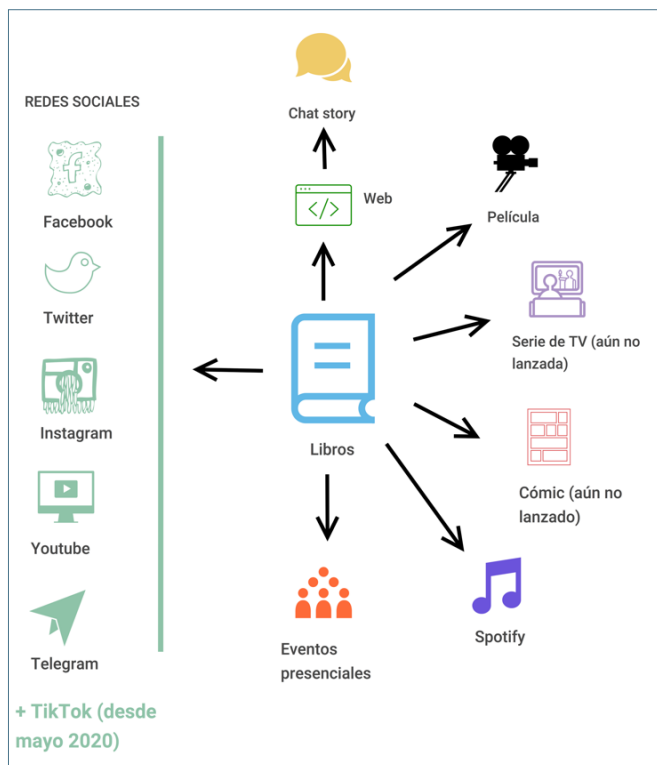 REDES SOCIALES
Facebook
Twitter
Instagram
Youtube
Telegram
+ TikTok (desde
mayo 2020)
Chat story
Web
Libros
Eventos
presenciales
Película
Serie de TV (aún no
lanzada)
Cómic (aún no
lanzado)
Spotify